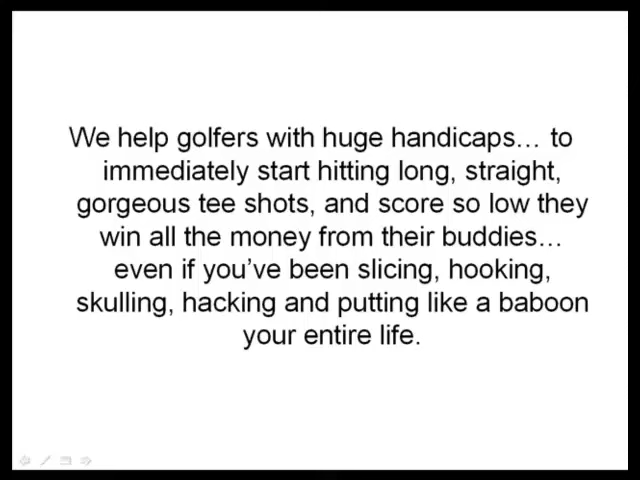 We help golfers with huge handicaps… to
immediately start hitting long, straight,
gorgeous tee shots, and score so low they
win all the money from their buddies…
even if you’ve been slicing, hooking,
skulling, hacking and putting like a baboon
your entire life.